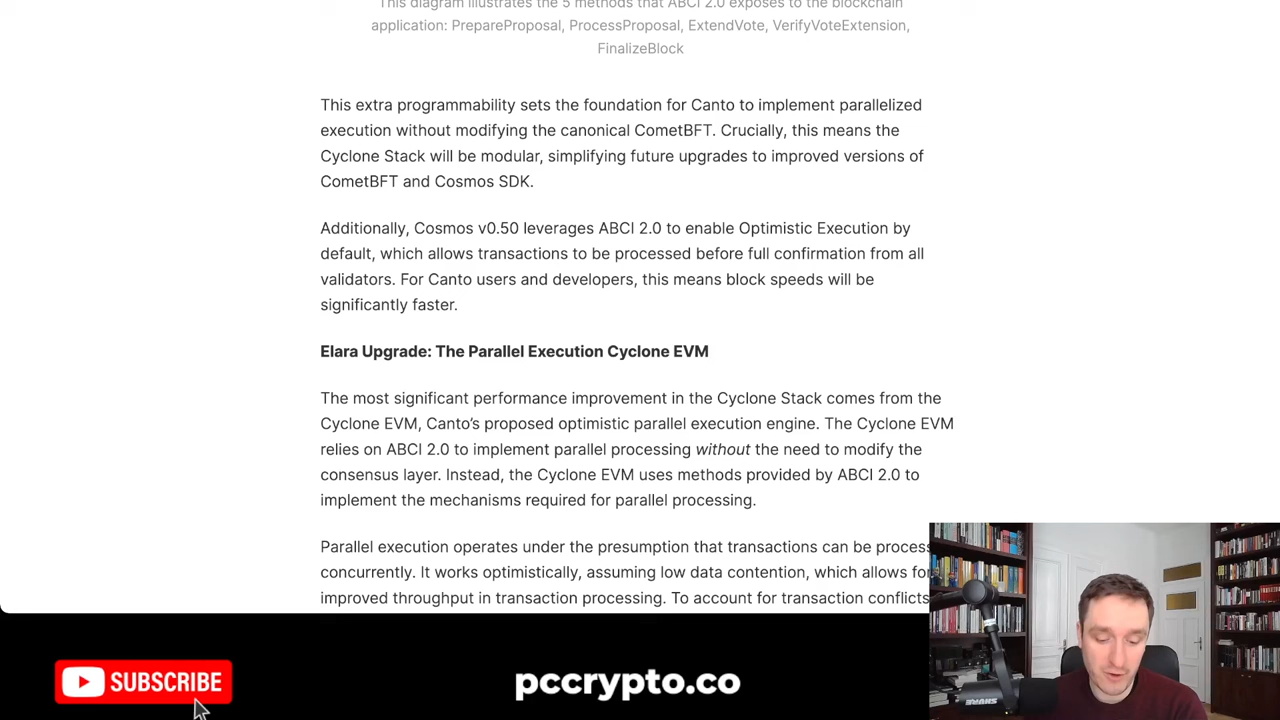 This diagram illustrates the 5 methods that ABCI 2.0 exposes to the blockchain
application: PrepareProposal, ProcessProposal, ExtendVote, VerifyVoteExtension,
FinalizeBlock
This extra programmability sets the foundation for Canto to implement parallelized
execution without modifying the canonical CometBFT. Crucially, this means the
Cyclone Stack will be modular, simplifying future upgrades to improved versions of
CometBFT and Cosmos SDK.
Additionally, Cosmos v0.50 leverages ABCI 2.0 to enable Optimistic Execution by
default, which allows transactions to be processed before full confirmation from all
validators. For Canto users and developers, this means block speeds will be
significantly faster.
Elara Upgrade: The Parallel Execution Cyclone EVM
The most significant performance improvement in the Cyclone Stack comes from the
Cyclone EVM, Canto’s proposed optimistic parallel execution engine. The Cyclone EVM
relies on ABCI 2.0 to implement parallel processing without the need to modify the
consensus layer. Instead, the Cyclone EVM uses methods provided by ABCI 2.0 to
implement the mechanisms required for parallel processing.
Parallel execution operates under the presumption that transactions can be process
concurrently. It works optimistically, assuming low data contention, which allows for
improved throughput in transaction processing. To account for transaction conflicts
SUBSCRIBE
pccrypto.co
SHURE